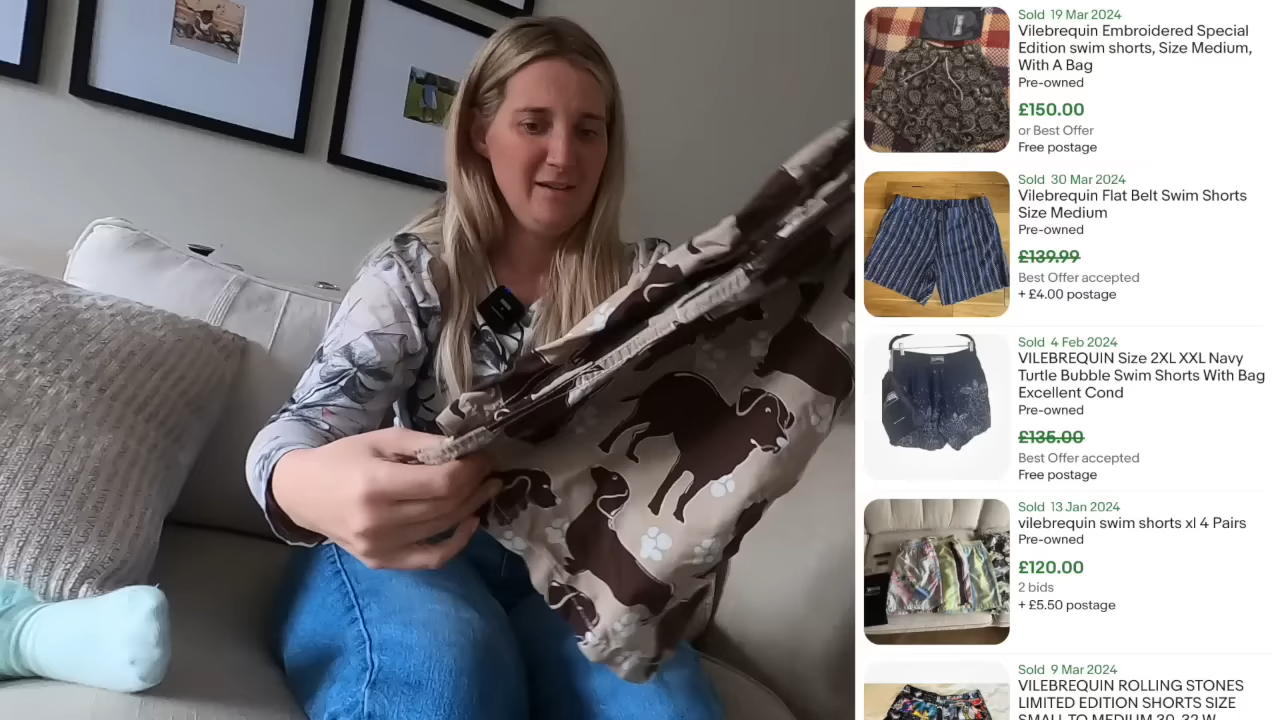 Sold 19 Mar 2024
Vilebrequin Embroidered Special
Edition swim shorts, Size Medium,
With A Bag
Pre-owned
£150.00
or Best Offer
Free postage
Sold 30 Mar 2024
Vilebrequin Flat Belt Swim Shorts
Size Medium
Pre-owned
£139.99
Best Offer accepted
+ £4.00 postage
Sold 4 Feb 2024
VILEBREQUIN Size 2XL XXL Navy
Turtle Bubble Swim Shorts With Bag
Excellent Cond
Pre-owned
£135.00
Best Offer accepted
Free postage
Sold 13 Jan 2024
vilebrequin swim shorts xl 4 Pairs
Pre-owned
£120.00
2 bids
+ £5.50 postage
Sold 9 Mar 2024
VILEBREQUIN ROLLING STONES
LIMITED EDITION SHORTS SIZE
SMALL TO MEDIUM 30-32 W